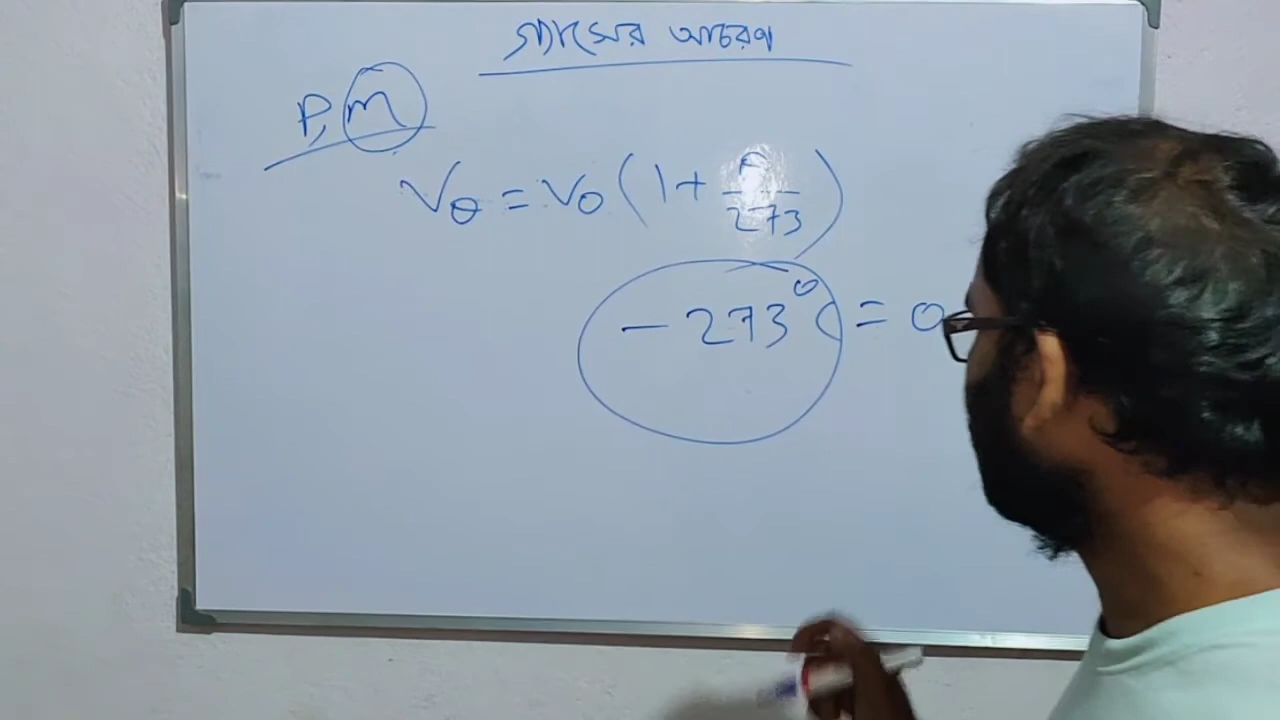 গ্যাসের আচরণ
P, m
Vθ = V0 (1 + θ/273)
- 273°C = 0